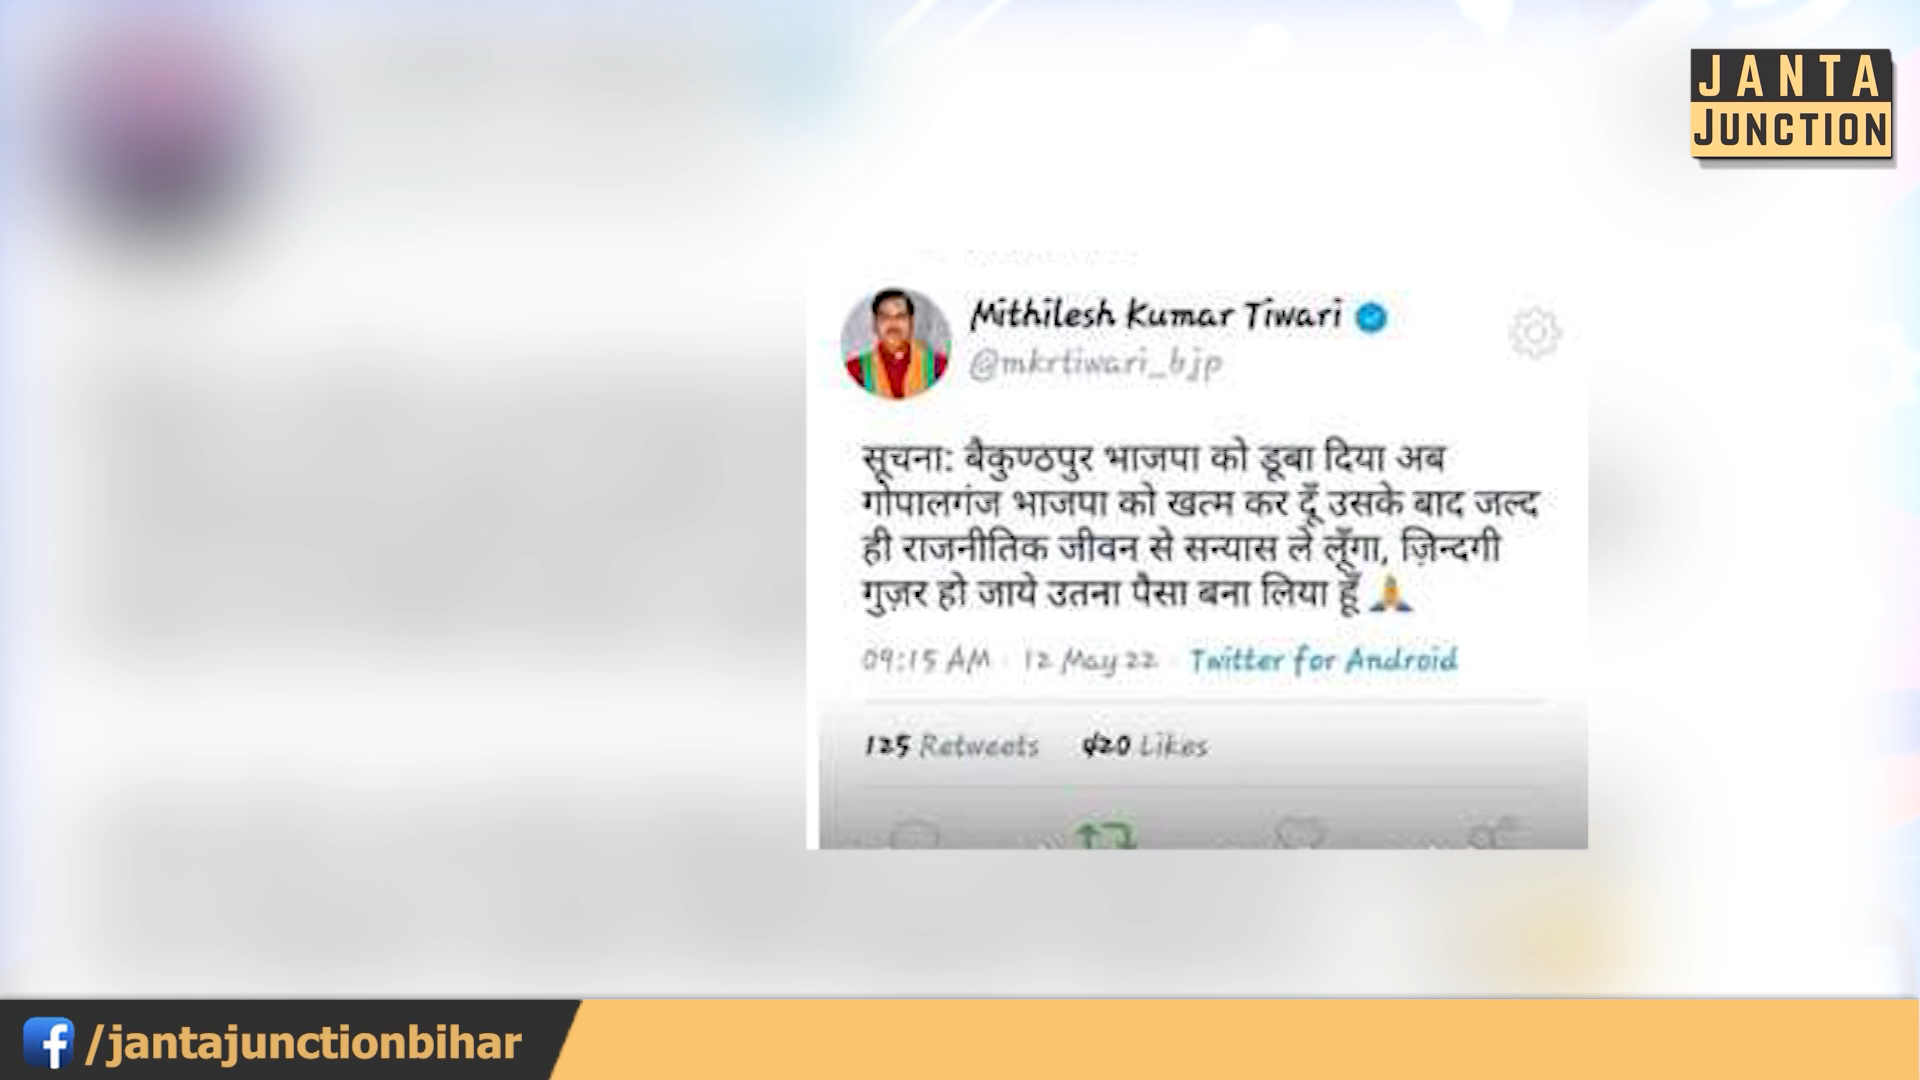 JANTA
JUNCTION
Mithilesh Kumar Tiwari
@mkrtiwari_bjp
सूचना: बैकुण्ठपुर भाजपा को डूबा दिया अब
गोपालगंज भाजपा को खत्म कर दूँ उसके बाद जल्द
ही राजनीतिक जीवन से सन्यास ले लूँगा, ज़िन्दगी
गुज़र हो जाये उतना पैसा बना लिया हूँ 🙏
09:15 AM · 12 May 22 · Twitter for Android
125 Retweets 420 Likes
/jantajunctionbihar